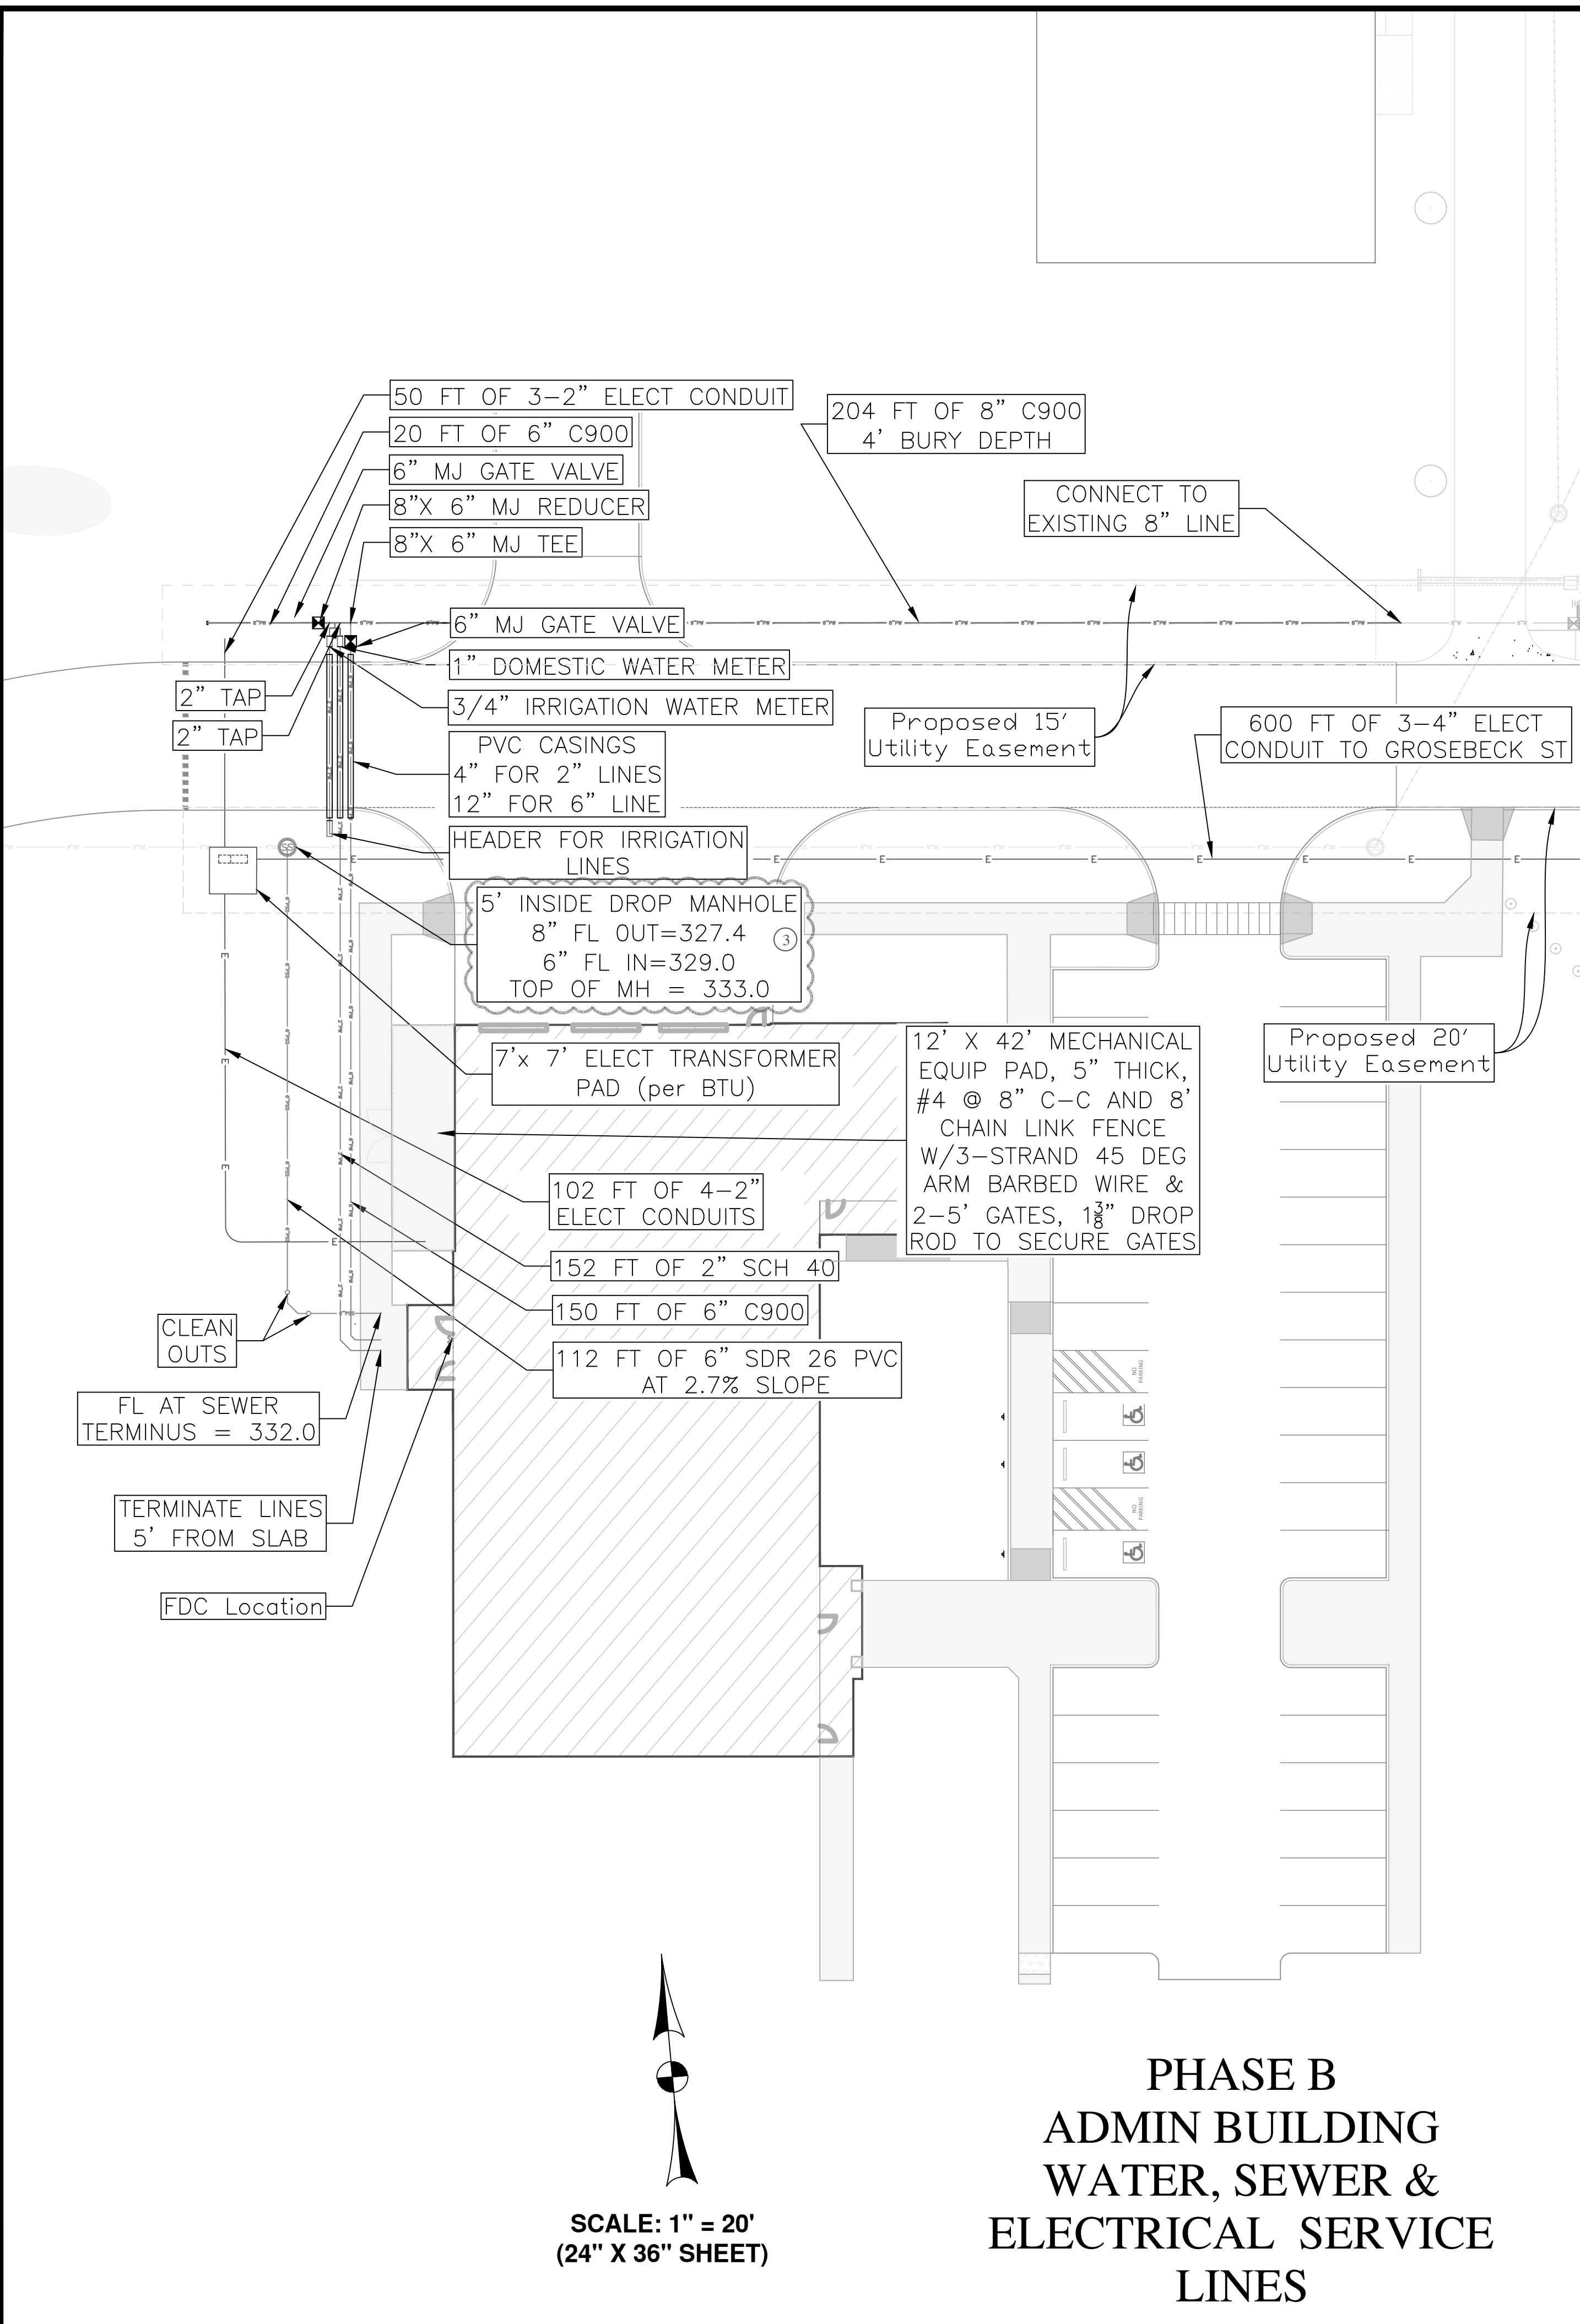 50 FT OF 3-2" ELECT CONDUIT
20 FT OF 6" C900
6" MJ GATE VALVE
8"X 6" MJ REDUCER
8"X 6" MJ TEE
204 FT OF 8" C900
4' BURY DEPTH
CONNECT TO
EXISTING 8" LINE
6" MJ GATE VALVE
1" DOMESTIC WATER METER
3/4" IRRIGATION WATER METER
2" TAP
2" TAP
PVC CASINGS
4" FOR 2" LINES
12" FOR 6" LINE
Proposed 15'
Utility Easement
600 FT OF 3-4" ELECT
CONDUIT TO GROSEBECK ST
HEADER FOR IRRIGATION
LINES
SS
E
E
E
E
E
E
E
E
E
5' INSIDE DROP MANHOLE
8" FL OUT=327.4
6" FL IN=329.0
TOP OF MH = 333.0
3
7'x 7' ELECT TRANSFORMER
PAD (per BTU)
12' X 42' MECHANICAL
EQUIP PAD, 5" THICK,
#4 @ 8" C-C AND 8'
CHAIN LINK FENCE
W/3-STRAND 45 DEG
ARM BARBED WIRE &
2-5' GATES, 1 3/8" DROP
ROD TO SECURE GATES
Proposed 20'
Utility Easement
E
E
E
E
102 FT OF 4-2"
ELECT CONDUITS
152 FT OF 2" SCH 40
150 FT OF 6" C900
112 FT OF 6" SDR 26 PVC
AT 2.7% SLOPE
CLEAN
OUTS
FL AT SEWER
TERMINUS = 332.0
TERMINATE LINES
5' FROM SLAB
FDC Location
NO
PARKING
NO
PARKING
SCALE: 1" = 20'
(24" X 36" SHEET)
PHASE B
ADMIN BUILDING
WATER, SEWER &
ELECTRICAL SERVICE
LINES